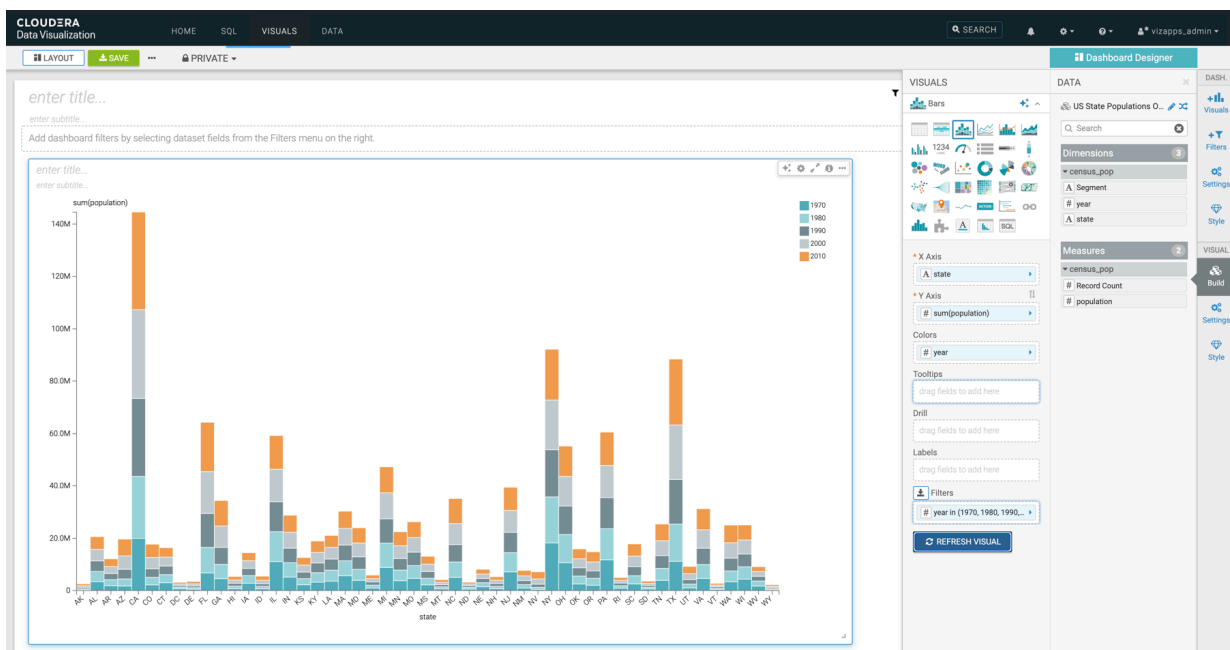 CLOUDERA
Data Visualization
HOME SQL VISUALS DATA
SEARCH
vizapps_admin
LAYOUT
SAVE
PRIVATE
Dashboard Designer
enter title...
enter subtitle...
Add dashboard filters by selecting dataset fields from the Filters menu on the right.
enter title...
enter subtitle...
sum(population)
1970
1980
1990
2000
2010
140M
120M
100M
80.0M
60.0M
40.0M
20.0M
0
AK AL AR AZ CA CO CT DC DE FL GA HI IA ID IL IN KS KY LA MA MD ME MI MN MO MS MT NC ND NE NH NJ NM NV NY OH OK OR PA RI SC SD TN TX UT VA VT WA WI WV WY
state
VISUALS
Bars
1234
ACTION
A
SQL
* X Axis
A state
* Y Axis
# sum(population)
Colors
# year
Tooltips
drag fields to add here
Drill
drag fields to add here
Labels
drag fields to add here
Filters
# year in (1970, 1980, 1990,...
REFRESH VISUAL
DATA
US State Populations O...
Search
Dimensions 3
census_pop
A Segment
# year
A state
Measures 2
census_pop
# Record Count
# population
DASH.
Visuals
Filters
Settings
Style
VISUAL
Build
Settings
Style